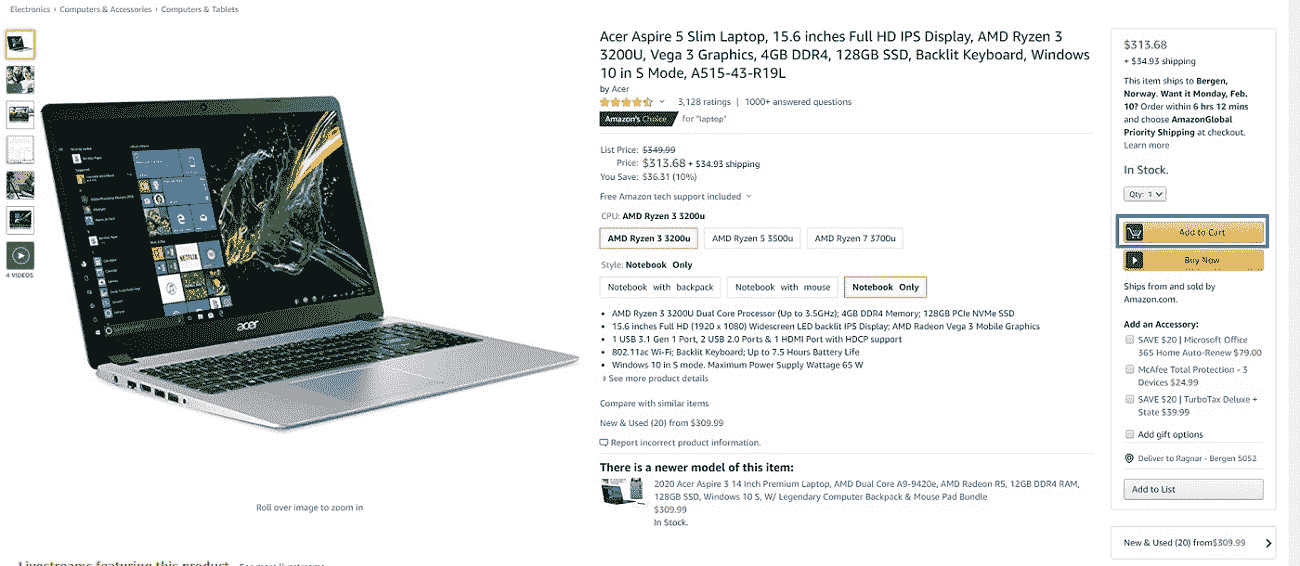 Electronics › Computers & Accessories › Computers & Tablets
4 VIDEOS
acer
NETFLIX
Roll over image to zoom in
Acer Aspire 5 Slim Laptop, 15.6 inches Full HD IPS Display, AMD Ryzen 3
3200U, Vega 3 Graphics, 4GB DDR4, 128GB SSD, Backlit Keyboard, Windows
10 in S Mode, A515-43-R19L
by Acer
3,128 ratings | 1000+ answered questions
Amazon's Choice for "laptop"
List Price: $349.99
Price: $313.68 + $34.93 shipping
You Save: $36.31 (10%)
Free Amazon tech support included
CPU: AMD Ryzen 3 3200u
AMD Ryzen 3 3200u AMD Ryzen 5 3500u AMD Ryzen 7 3700u
Style: Notebook Only
Notebook with backpack Notebook with mouse Notebook Only
• AMD Ryzen 3 3200U Dual Core Processor (Up to 3.5GHz); 4GB DDR4 Memory; 128GB PCIe NVMe SSD
• 15.6 inches Full HD (1920 x 1080) Widescreen LED backlit IPS Display; AMD Radeon Vega 3 Mobile Graphics
• 1 USB 3.1 Gen 1 Port, 2 USB 2.0 Ports & 1 HDMI Port with HDCP support
• 802.11ac Wi-Fi; Backlit Keyboard; Up to 7.5 Hours Battery Life
• Windows 10 in S mode. Maximum Power Supply Wattage 65 W
› See more product details
Compare with similar items
New & Used (20) from $309.99
Report incorrect product information.
There is a newer model of this item:
2020 Acer Aspire 3 14 Inch Premium Laptop, AMD Dual Core A9-9420e, AMD Radeon R5, 12GB DDR4 RAM,
128GB SSD, Windows 10 S, W/ Legendary Computer Backpack & Mouse Pad Bundle
$309.99
In Stock.
$313.68
+ $34.93 shipping
This item ships to Bergen,
Norway. Want it Monday, Feb.
10? Order within 6 hrs 12 mins
and choose AmazonGlobal
Priority Shipping at checkout.
Learn more
In Stock.
Qty: 1
Add to Cart
Buy Now
Ships from and sold by
Amazon.com.
Add an Accessory:
SAVE $20 | Microsoft Office
365 Home Auto-Renew $79.00
McAfee Total Protection - 3
Devices $24.99
SAVE $20 | TurboTax Deluxe +
State $39.99
Add gift options
Deliver to Ragnar - Bergen 5052
Add to List
New & Used (20) from$309.99
Livestreams featuring this product